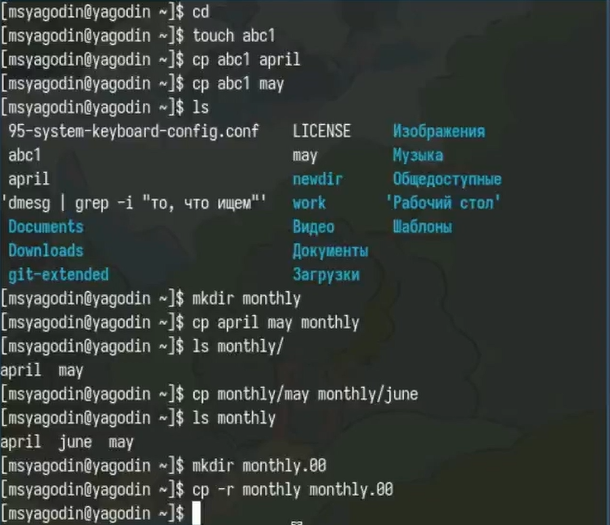 [msyagodin@yagodin ~]$ cd
[msyagodin@yagodin ~]$ touch abc1
[msyagodin@yagodin ~]$ cp abc1 april
[msyagodin@yagodin ~]$ cp abc1 may
[msyagodin@yagodin ~]$ ls
95-system-keyboard-config.conf LICENSE Изображения
abc1 may Музыка
april newdir Общедоступные
'dmesg | grep -i "то, что ищем"' work 'Рабочий стол'
Documents Видео Шаблоны
Downloads Документы
git-extended Загрузки
[msyagodin@yagodin ~]$ mkdir monthly
[msyagodin@yagodin ~]$ cp april may monthly
[msyagodin@yagodin ~]$ ls monthly/
april may
[msyagodin@yagodin ~]$ cp monthly/may monthly/june
[msyagodin@yagodin ~]$ ls monthly
april june may
[msyagodin@yagodin ~]$ mkdir monthly.00
[msyagodin@yagodin ~]$ cp -r monthly monthly.00
[msyagodin@yagodin ~]$